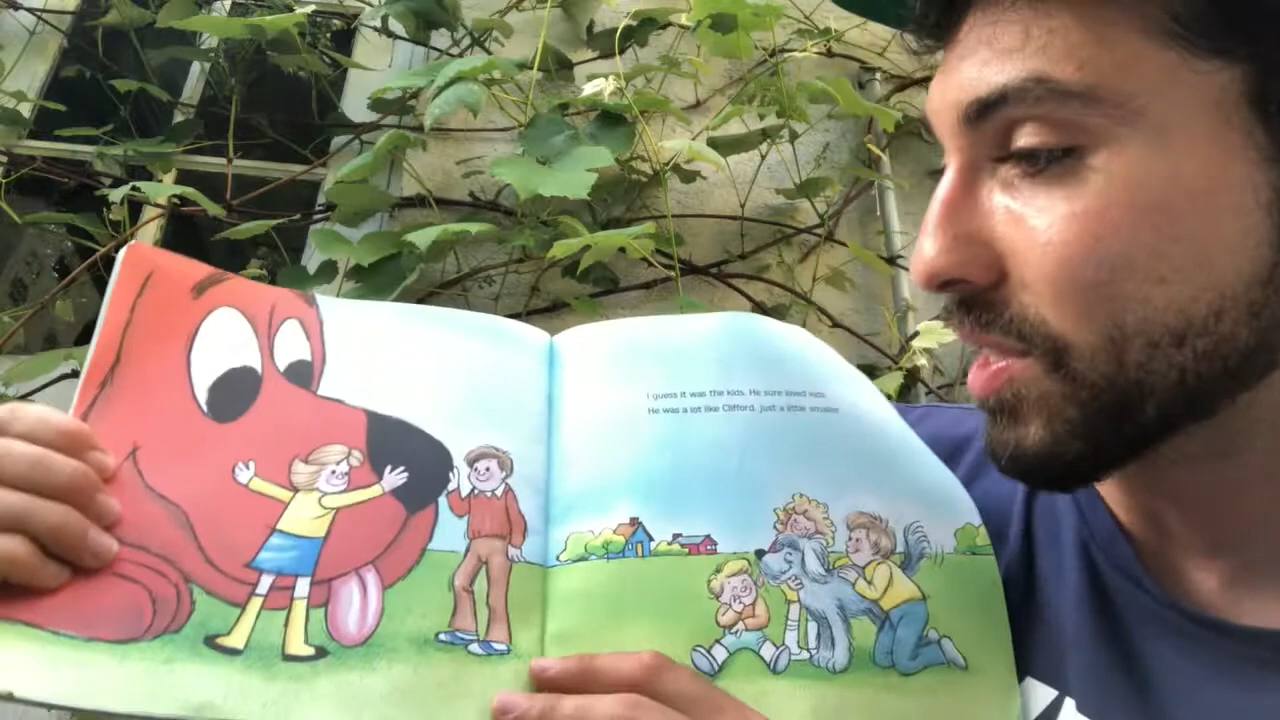 I guess it was the kids. He sure loved kids.
He was a lot like Clifford, just a little smaller.